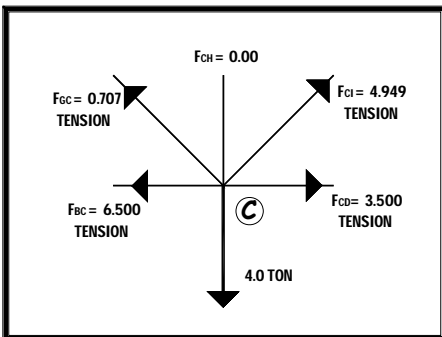 FCH = 0.00
FGC = 0.707
TENSION
FCI = 4.949
TENSION
FBC = 6.500
TENSION
FCD = 3.500
TENSION
C
4.0 TON